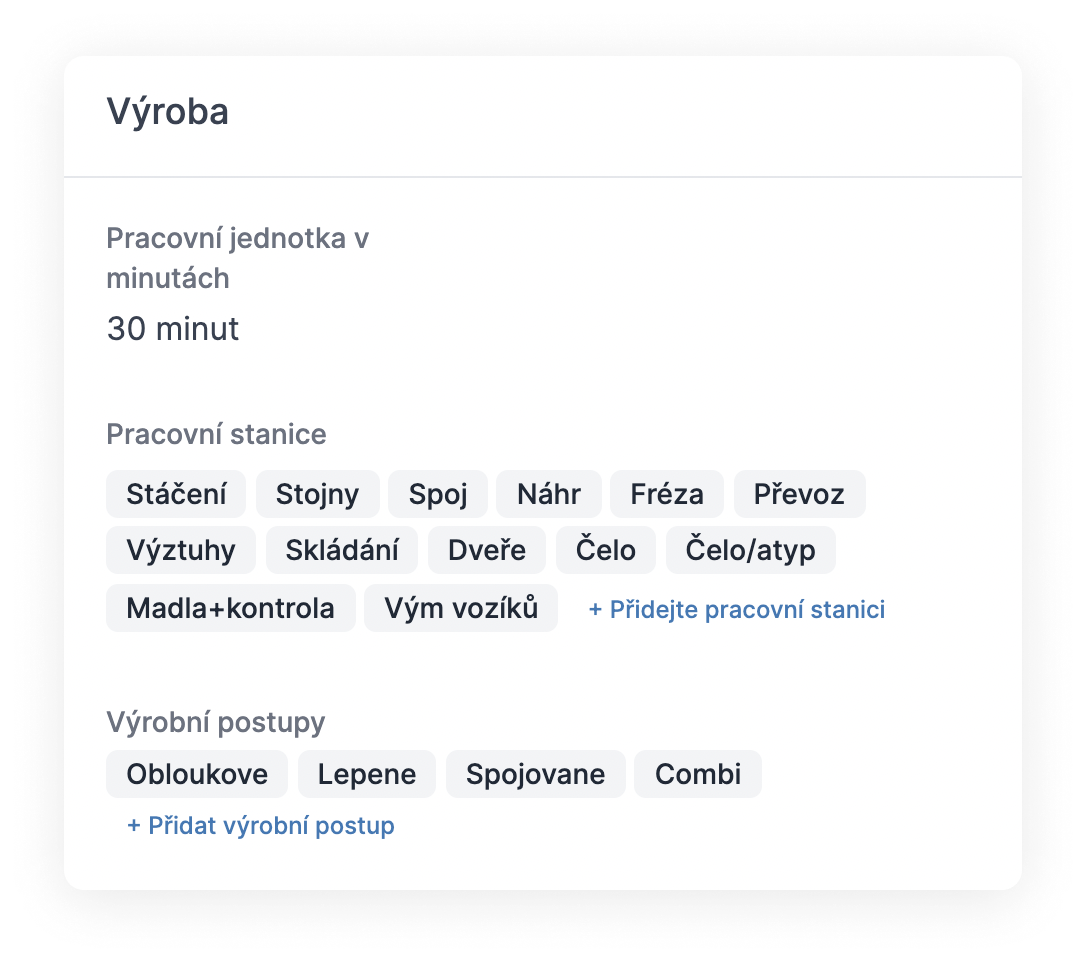 Výroba
Pracovní jednotka v
minutách
30 minut
Pracovní stanice
Stáčení Stojny Spoj Náhr Fréza Převoz
Výztuhy Skládání Dveře Čelo Čelo/atyp
Madla+kontrola Vým vozíků + Přidejte pracovní stanici
Výrobní postupy
Obloukove Lepene Spojovane Combi
+ Přidat výrobní postup